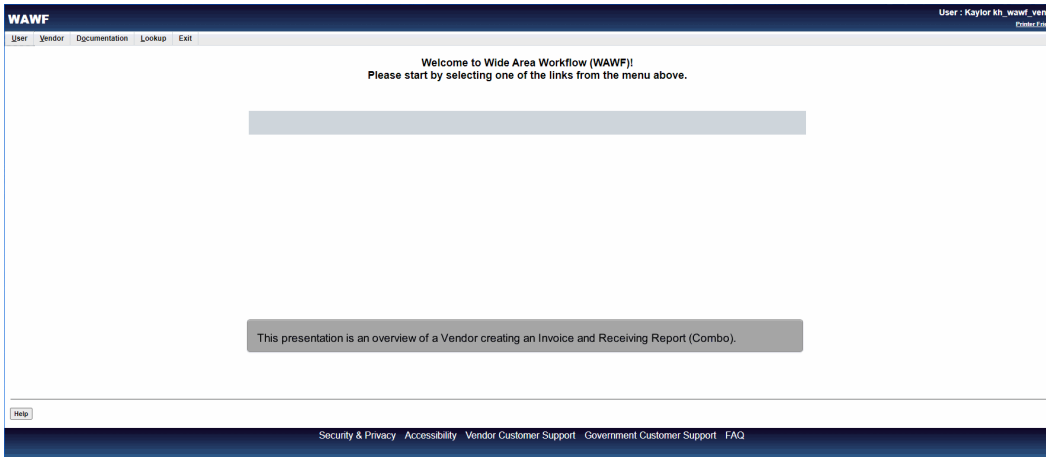 WAWF
User : Kaylor kh_wawf_ven
Printer Frie
User Vendor Documentation Lookup Exit
Welcome to Wide Area Workflow (WAWF)!
Please start by selecting one of the links from the menu above.
This presentation is an overview of a Vendor creating an Invoice and Receiving Report (Combo).
Help
Security & Privacy Accessibility Vendor Customer Support Government Customer Support FAQ